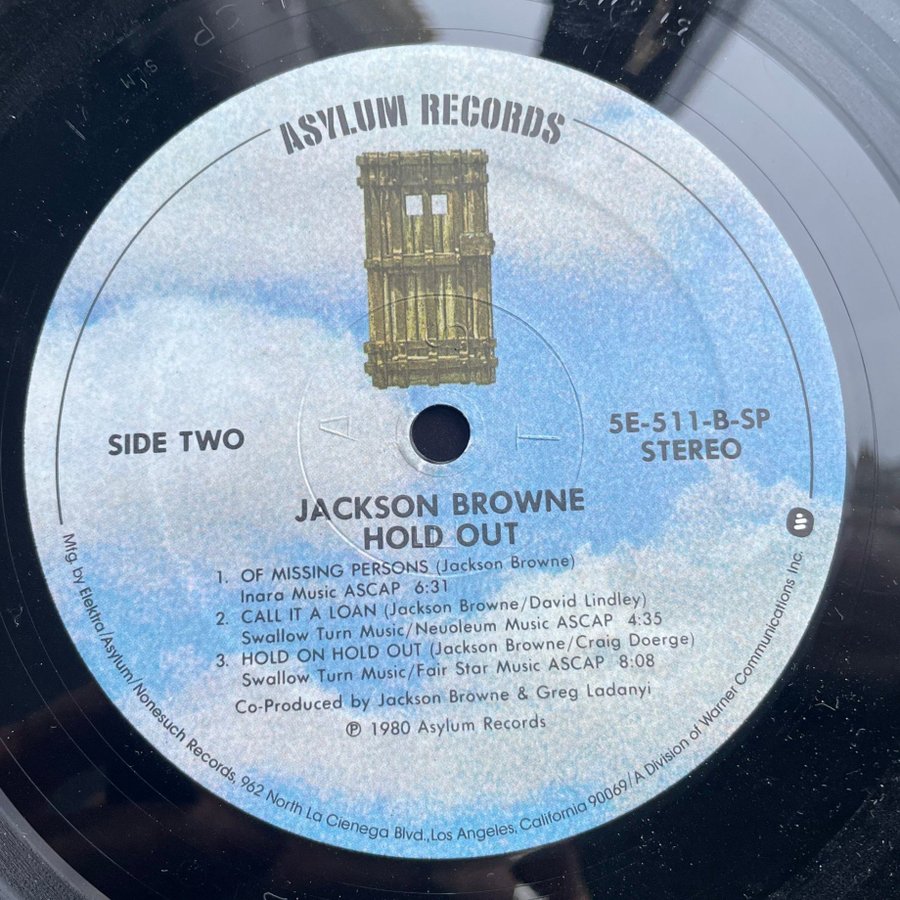 ASYLUM RECORDS
SIDE TWO
5E-511-B-SP
STEREO
JACKSON BROWNE
HOLD OUT
1. OF MISSING PERSONS (Jackson Browne)
Inara Music ASCAP 6:31
2. CALL IT A LOAN (Jackson Browne/David Lindley)
Swallow Turn Music/Neuoleum Music ASCAP 4:35
3. HOLD ON HOLD OUT (Jackson Browne/Craig Doerge)
Swallow Turn Music/Fair Star Music ASCAP 8:08
Co-Produced by Jackson Browne & Greg Ladanyi
℗ 1980 Asylum Records
Mfg. by Elektra/Asylum/Nonesuch Records, 962 North La Cienega Blvd., Los Angeles, California 90069/A Division of Warner Communications Inc.
SLM